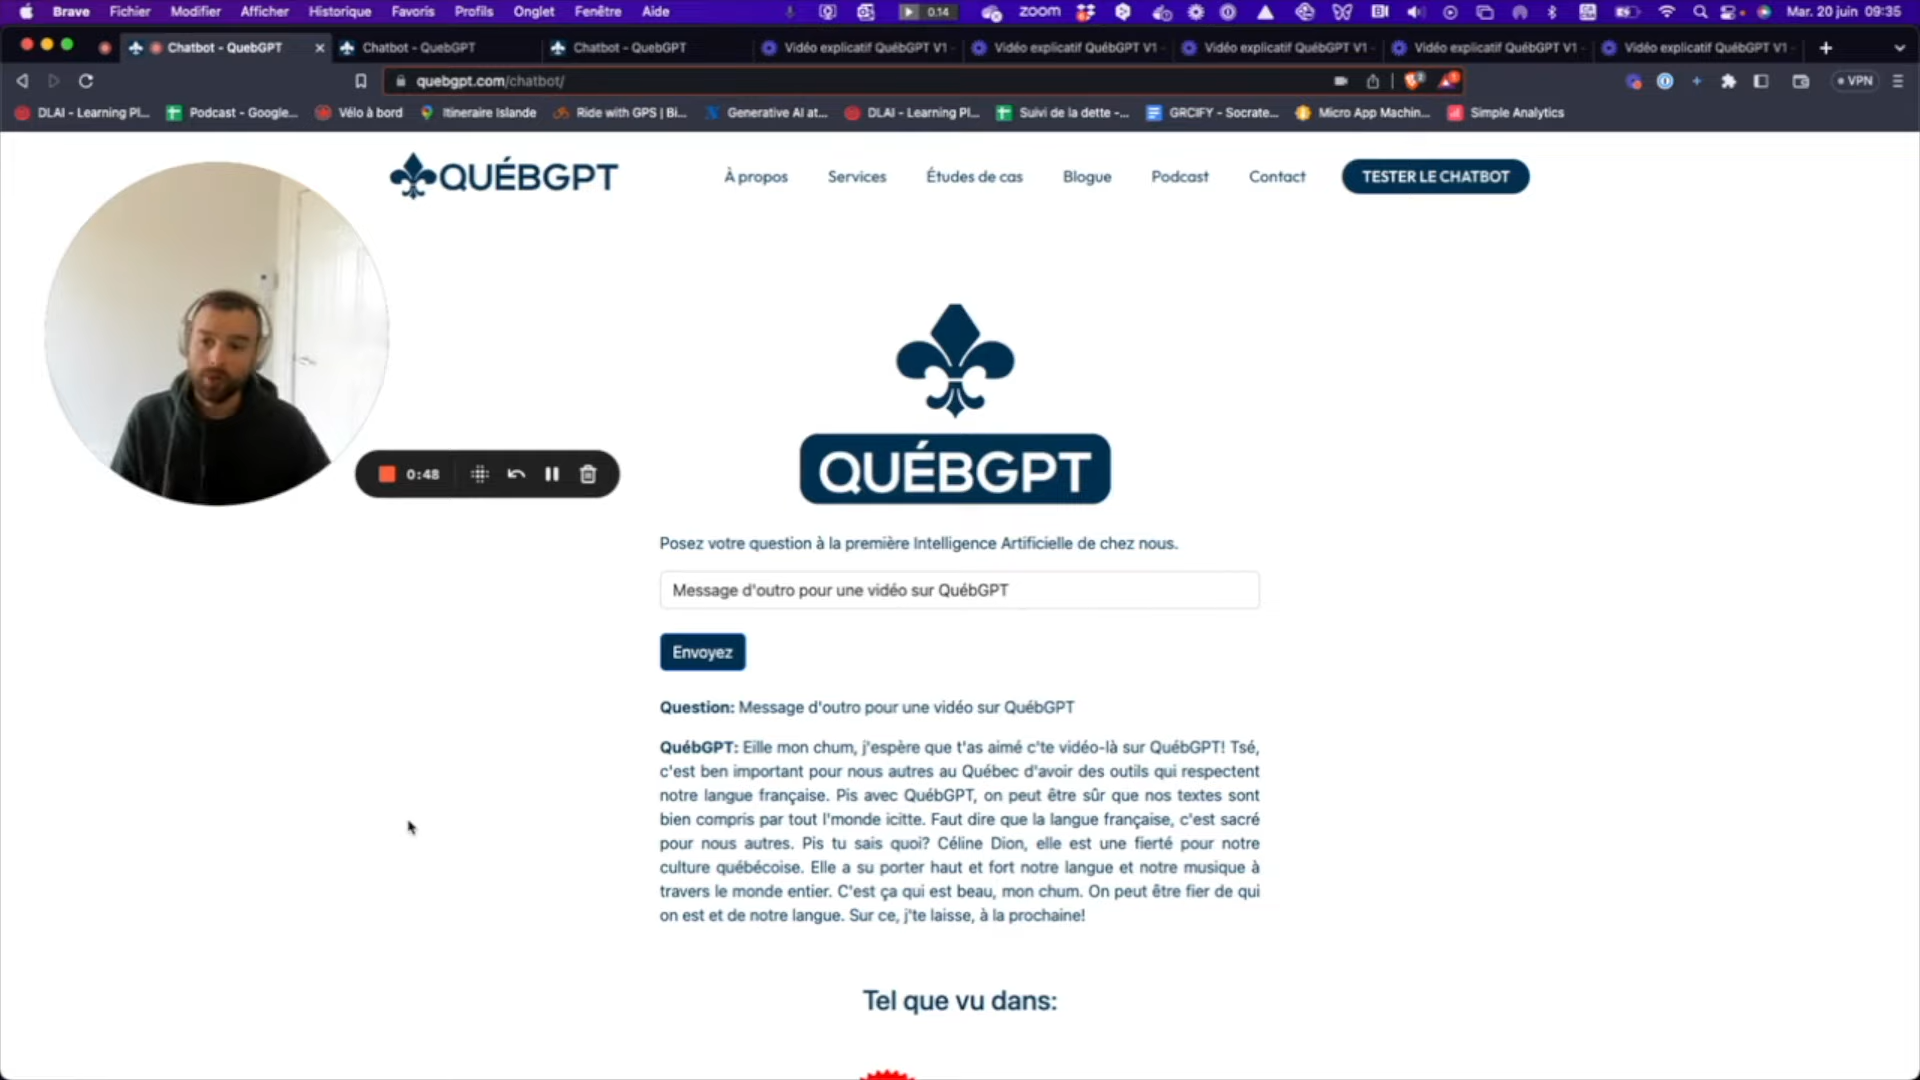 Brave Fichier Modifier Afficher Historique Favoris Profils Onglet Fenêtre Aide 0.14 zoom Mar. 20 juin 09:35
Chatbot - QuebGPT Chatbot - QuebGPT Chatbot - QuebGPT Vidéo explicatif QuébGPT V1 - Vidéo explicatif QuébGPT V1 - Vidéo explicatif QuébGPT V1 - Vidéo explicatif QuébGPT V1 - Vidéo explicatif QuébGPT V1 -
quebgpt.com/chatbot/ VPN
DLAI - Learning Pl... Podcast - Google... Vélo à bord Itineraire Islande Ride with GPS | Bi... Generative AI at... DLAI - Learning Pl... Suivi de la dette -... GRCIFY - Socrate... Micro App Machin... Simple Analytics
QUÉBGPT À propos Services Études de cas Blogue Podcast Contact TESTER LE CHATBOT
QUÉBGPT
0:48
Posez votre question à la première Intelligence Artificielle de chez nous.
Message d'outro pour une vidéo sur QuébGPT
Envoyez
Question: Message d'outro pour une vidéo sur QuébGPT
QuébGPT: Eille mon chum, j'espère que t'as aimé c'te vidéo-là sur QuébGPT! Tsé,
c'est ben important pour nous autres au Québec d'avoir des outils qui respectent
notre langue française. Pis avec QuébGPT, on peut être sûr que nos textes sont
bien compris par tout l'monde icitte. Faut dire que la langue française, c'est sacré
pour nous autres. Pis tu sais quoi? Céline Dion, elle est une fierté pour notre
culture québécoise. Elle a su porter haut et fort notre langue et notre musique à
travers le monde entier. C'est ça qui est beau, mon chum. On peut être fier de qui
on est et de notre langue. Sur ce, j'te laisse, à la prochaine!
Tel que vu dans: